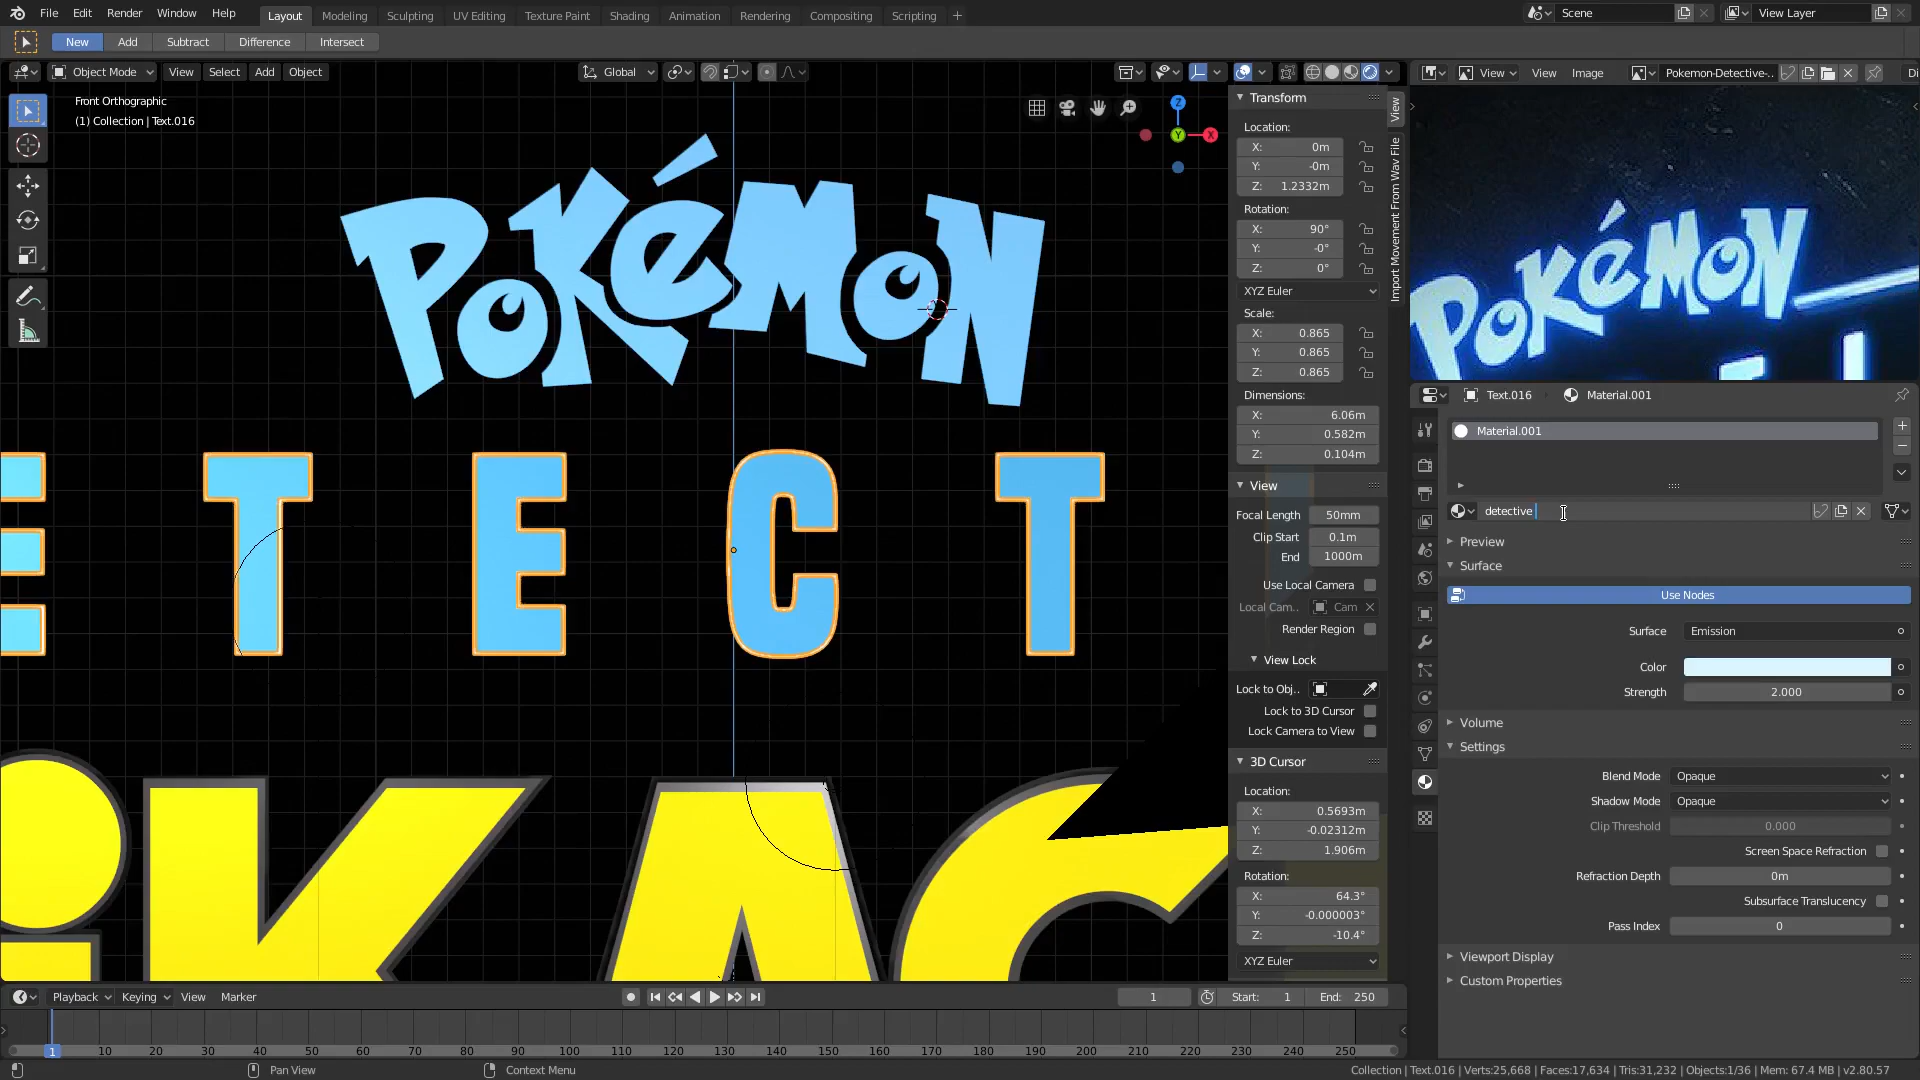 File Edit Render Window Help Layout Modeling Sculpting UV Editing Texture Paint Shading Animation Rendering Compositing Scripting + Scene View Layer
New Add Subtract Difference Intersect
Object Mode View Select Add Object Global View View Image Pokemon-Detective-.. Di
Front Orthographic
(1) Collection | Text.016
Z
Y
X
POKéMON
TECT
iKAC
Transform
Location:
X: 0m
Y: -0m
Z: 1.2332m
Rotation:
X: 90°
Y: -0°
Z: 0°
XYZ Euler
Scale:
X: 0.865
Y: 0.865
Z: 0.865
Dimensions:
X: 6.06m
Y: 0.582m
Z: 0.104m
View
Focal Length 50mm
Clip Start 0.1m
End 1000m
Use Local Camera
Local Cam.. Cam
Render Region
View Lock
Lock to Obj..
Lock to 3D Cursor
Lock Camera to View
3D Cursor
Location:
X: 0.5693m
Y: -0.02312m
Z: 1.906m
Rotation:
X: 64.3°
Y: -0.000003°
Z: -10.4°
XYZ Euler
View
Import Movement From Wav File
POKéMON
Text.016 Material.001
Material.001
detective
Preview
Surface
Use Nodes
Surface Emission
Color
Strength 2.000
Volume
Settings
Blend Mode Opaque
Shadow Mode Opaque
Clip Threshold 0.000
Screen Space Refraction
Refraction Depth 0m
Subsurface Translucency
Pass Index 0
Viewport Display
Custom Properties
Playback Keying View Marker 1 Start: 1 End: 250
1 10 20 30 40 50 60 70 80 90 100 110 120 130 140 150 160 170 180 190 200 210 220 230 240 250
Pan View Context Menu Collection | Text.016 | Verts:25,668 | Faces:17,634 | Tris:31,232 | Objects:1/36 | Mem: 67.4 MB | v2.80.57